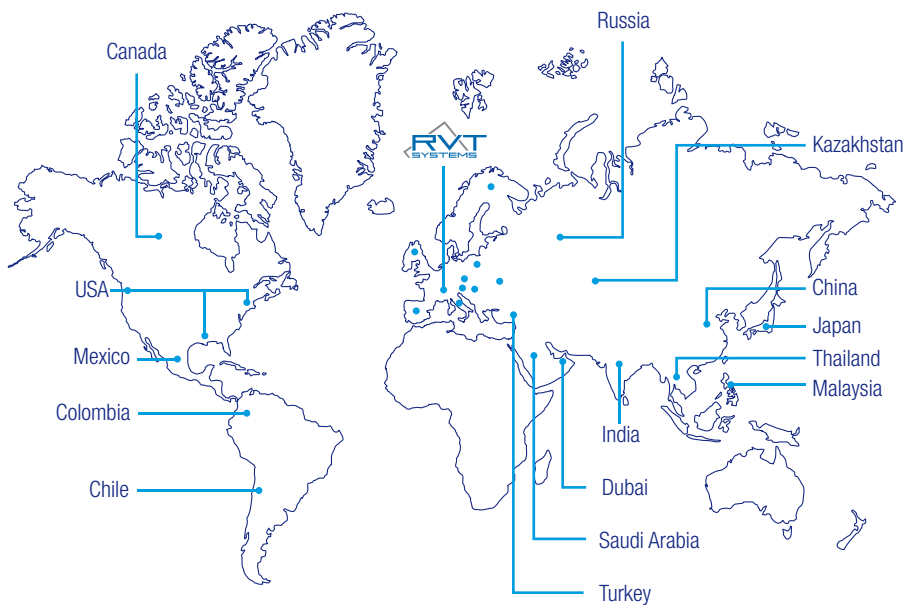 Russia
Canada
RVT
SYSTEMS
Kazakhstan
USA
China
Japan
Mexico
Thailand
Malaysia
Colombia
India
Chile
Dubai
Saudi Arabia
Turkey